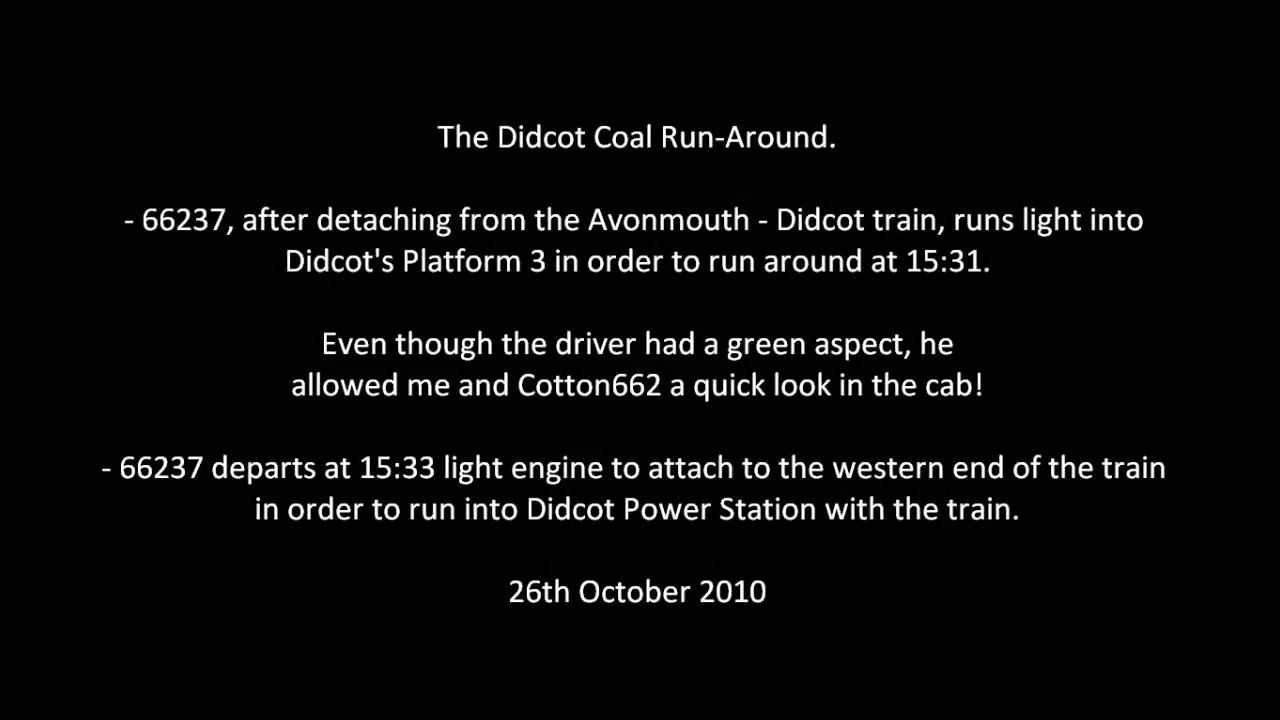 The Didcot Coal Run-Around.
- 66237, after detaching from the Avonmouth - Didcot train, runs light into
Didcot's Platform 3 in order to run around at 15:31.
Even though the driver had a green aspect, he
allowed me and Cotton662 a quick look in the cab!
- 66237 departs at 15:33 light engine to attach to the western end of the train
in order to run into Didcot Power Station with the train.
26th October 2010